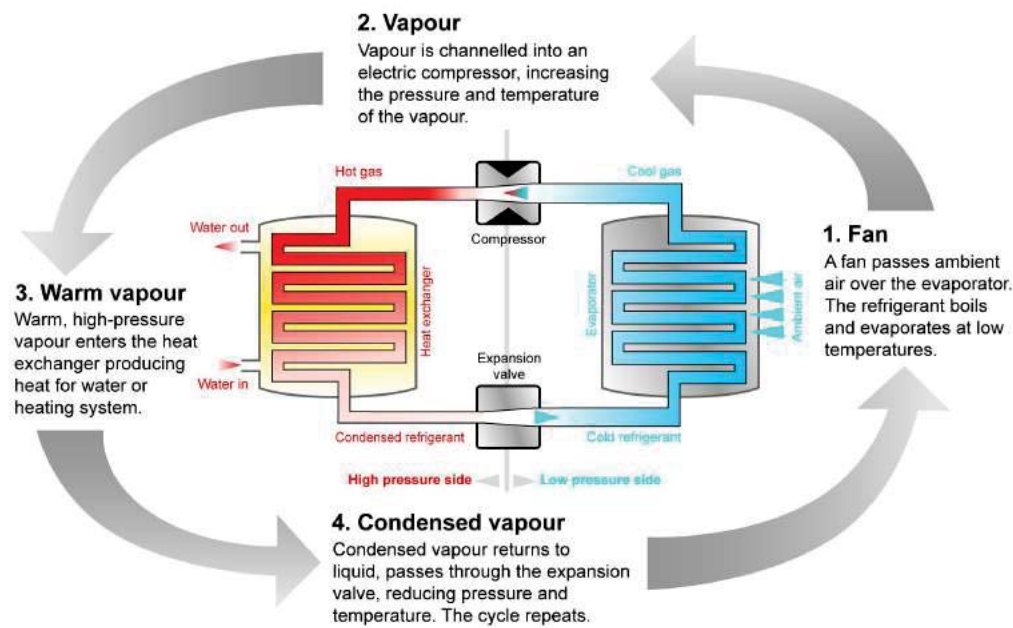 2. Vapour
Vapour is channelled into an
electric compressor, increasing
the pressure and temperature
of the vapour.
Hot gas
Cool gas
Water out
Compressor
1. Fan
A fan passes ambient
air over the evaporator.
The refrigerant boils
and evaporates at low
temperatures.
3. Warm vapour
Warm, high-pressure
vapour enters the heat
exchanger producing
heat for water or
heating system.
Heat exchanger
Evaporator
Ambient air
Water in
Expansion
valve
Condensed refrigerant
Cold refrigerant
High pressure side
Low pressure side
4. Condensed vapour
Condensed vapour returns to
liquid, passes through the expansion
valve, reducing pressure and
temperature. The cycle repeats.